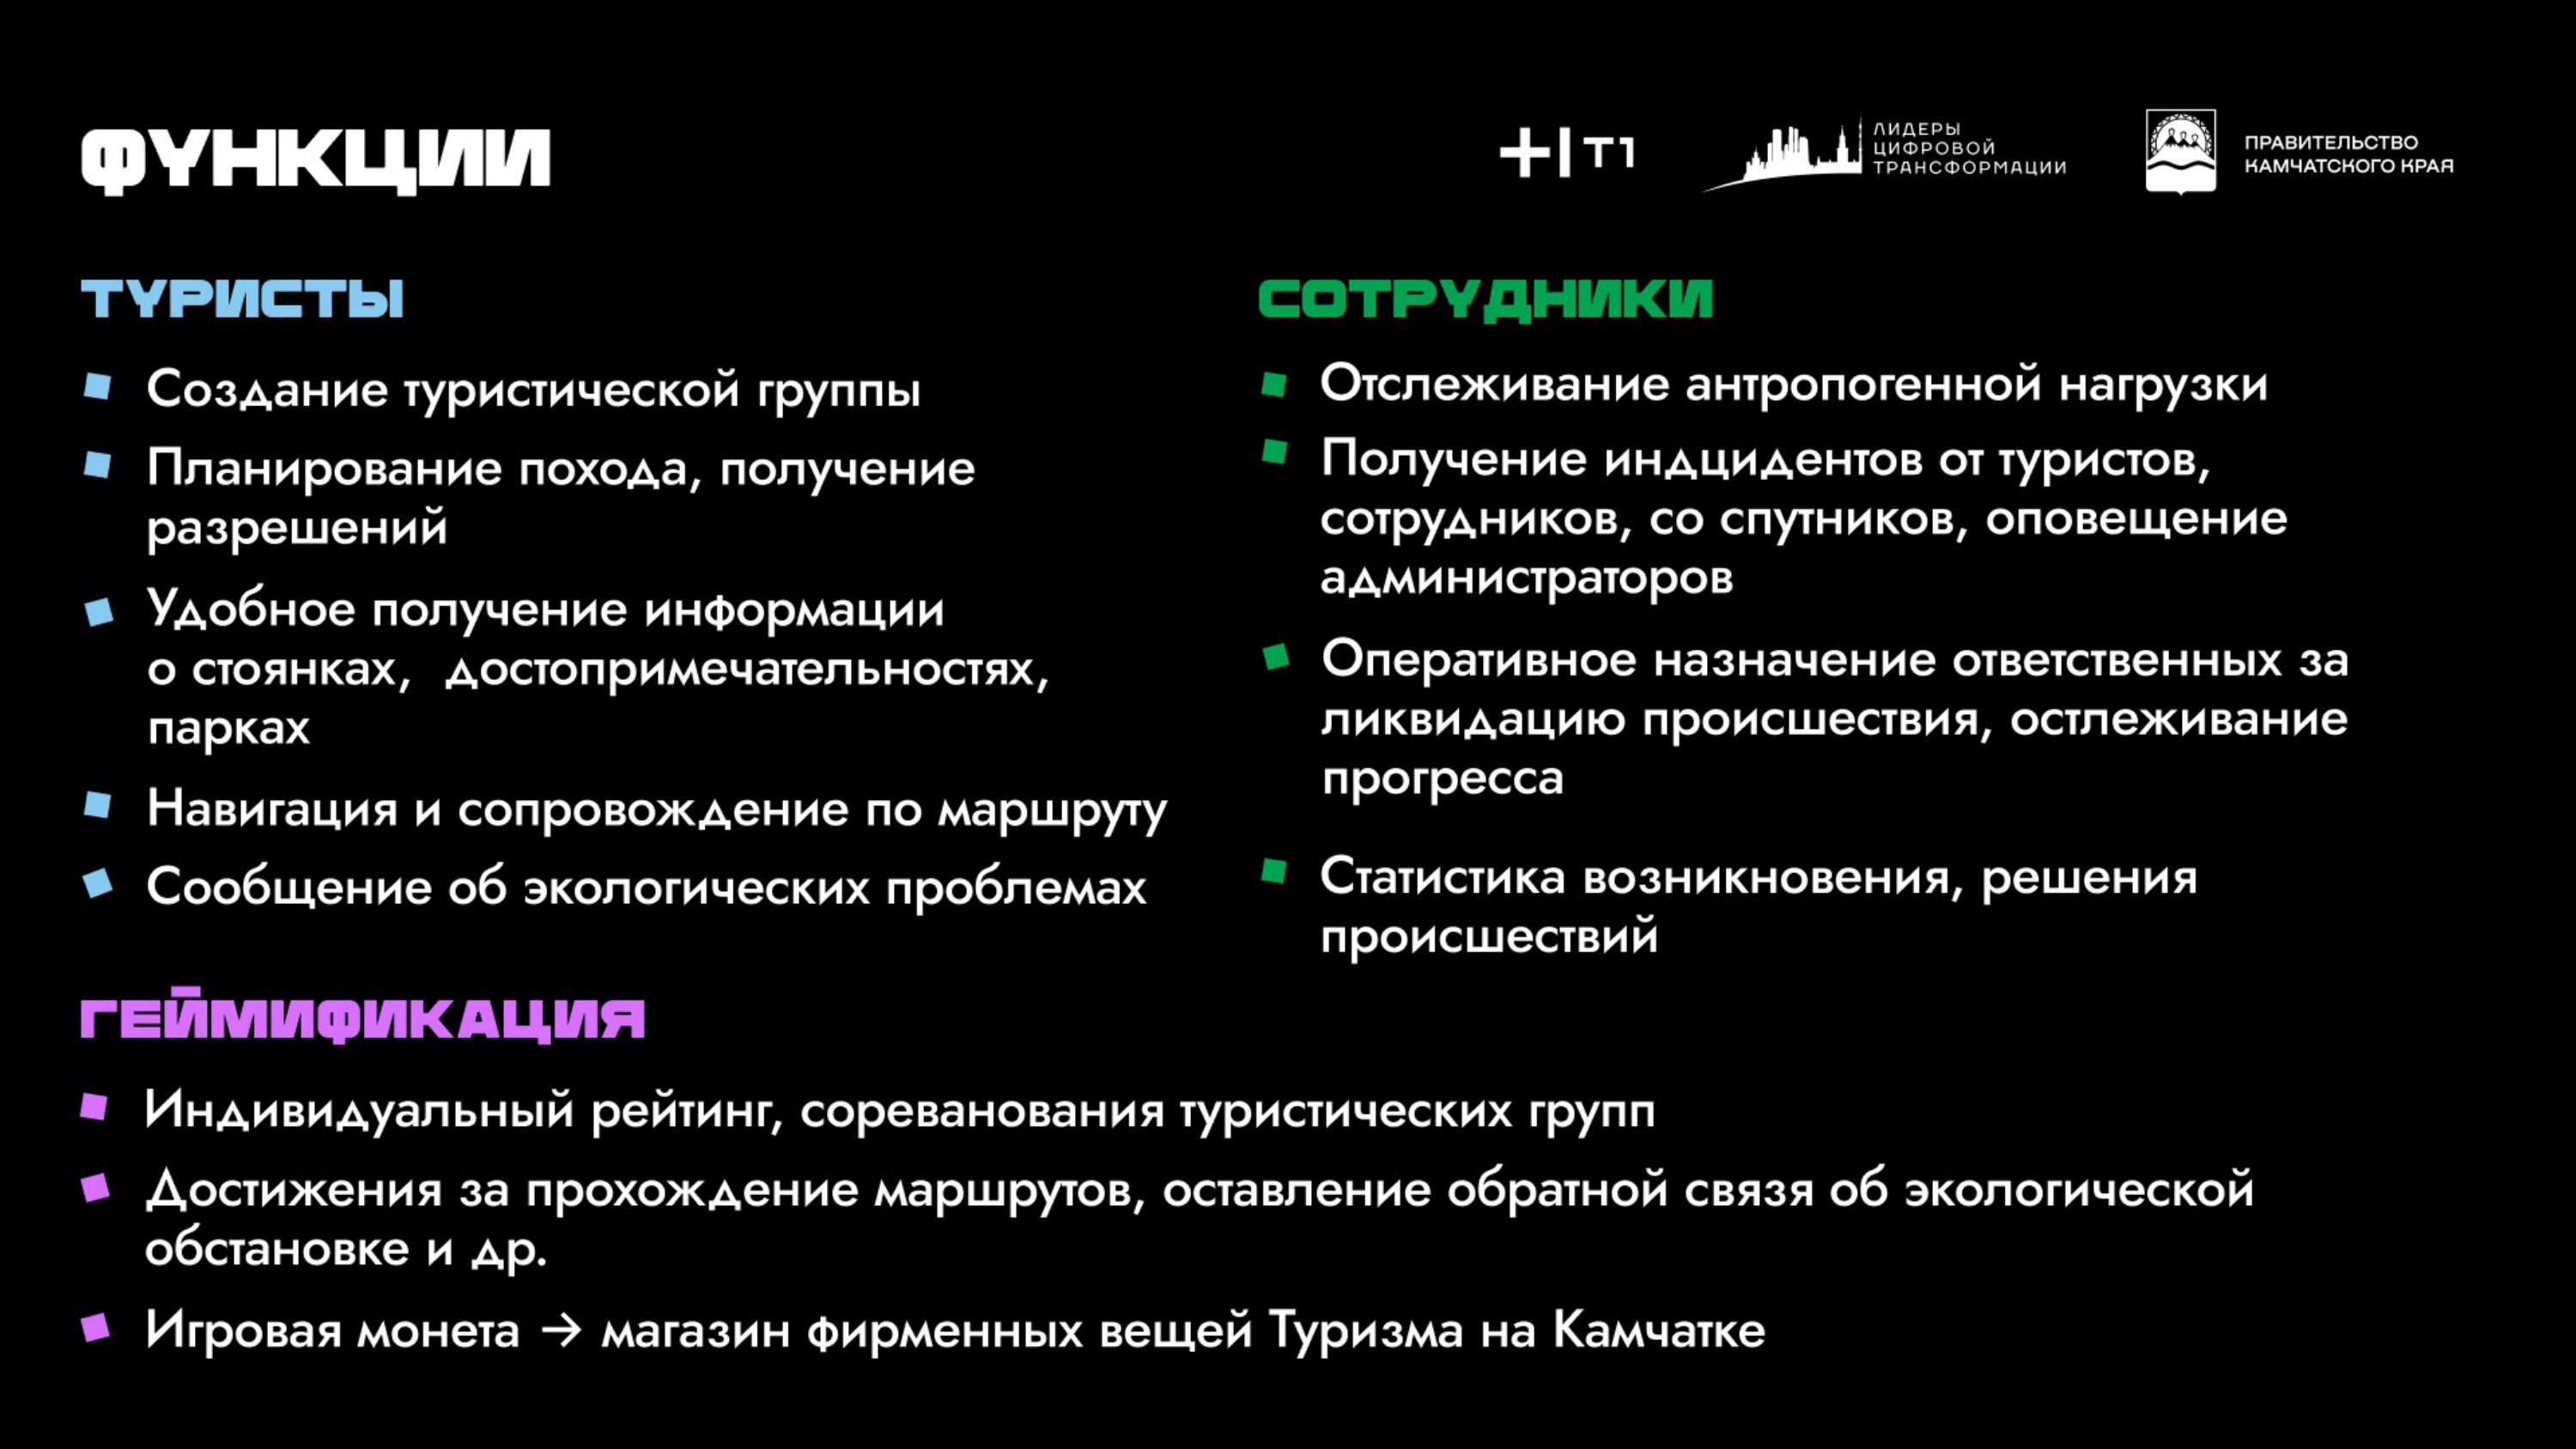 ФУНКЦИИ
+| T1
ЛИДЕРЫ
ЦИФРОВОЙ
ТРАНСФОРМАЦИИ
ПРАВИТЕЛЬСТВО
КАМЧАТСКОГО КРАЯ
ТУРИСТЫ
Создание туристической группы
Планирование похода, получение
разрешений
Удобное получение информации
о стоянках, достопримечательностях,
парках
Навигация и сопровождение по маршруту
Сообщение об экологических проблемах
СОТРУДНИКИ
Отслеживание антропогенной нагрузки
Получение индцидентов от туристов,
сотрудников, со спутников, оповещение
администраторов
Оперативное назначение ответственных за
ликвидацию происшествия, остлеживание
прогресса
Статистика возникновения, решения
происшествий
ГЕЙМИФИКАЦИЯ
Индивидуальный рейтинг, сореванования туристических групп
Достижения за прохождение маршрутов, оставление обратной связя об экологической
обстановке и др.
Игровая монета → магазин фирменных вещей Туризма на Камчатке